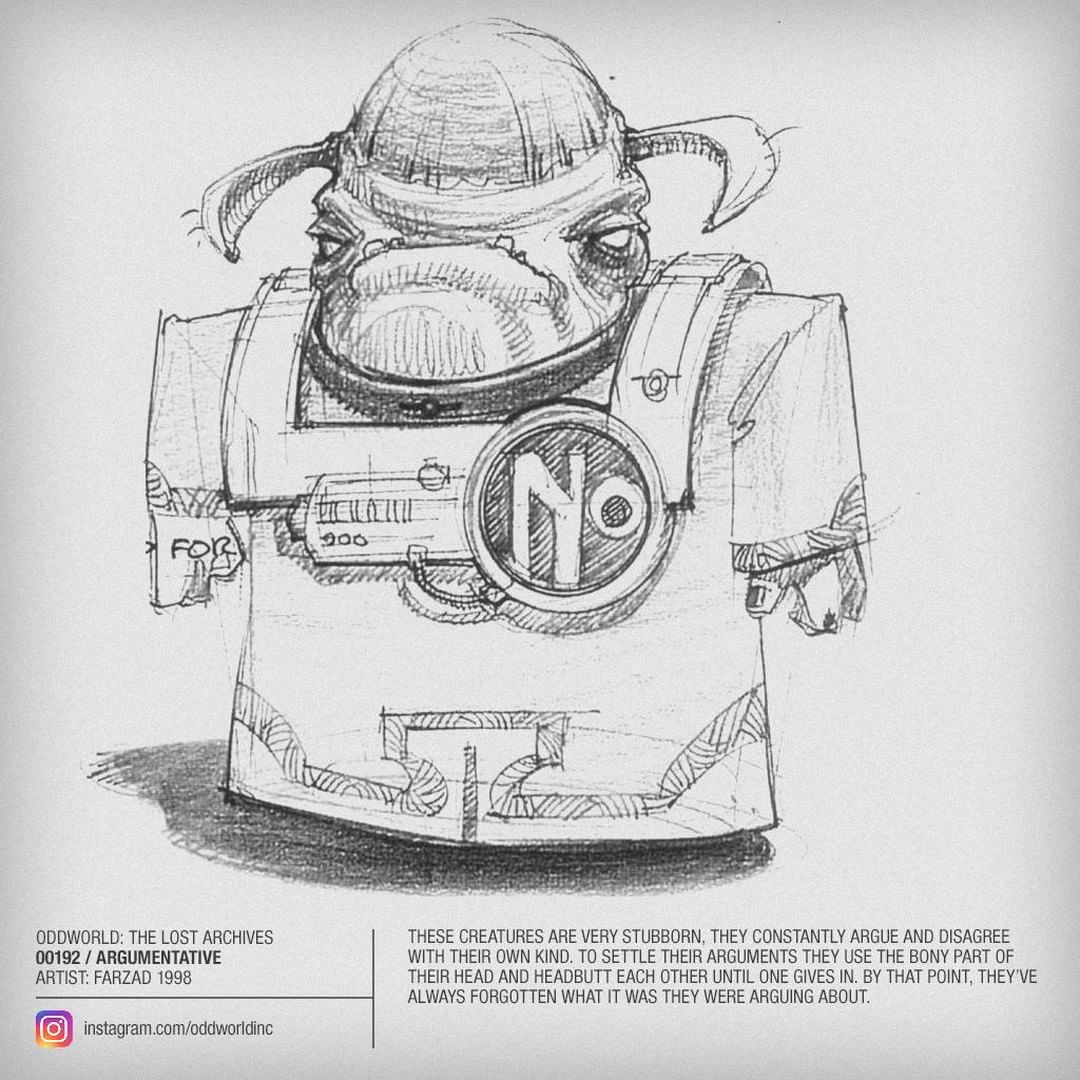 No
200
FOR
ODDWORLD: THE LOST ARCHIVES
00192 / ARGUMENTATIVE
ARTIST: FARZAD 1998
instagram.com/oddworldinc
THESE CREATURES ARE VERY STUBBORN, THEY CONSTANTLY ARGUE AND DISAGREE
WITH THEIR OWN KIND. TO SETTLE THEIR ARGUMENTS THEY USE THE BONY PART OF
THEIR HEAD AND HEADBUTT EACH OTHER UNTIL ONE GIVES IN. BY THAT POINT, THEY'VE
ALWAYS FORGOTTEN WHAT IT WAS THEY WERE ARGUING ABOUT.